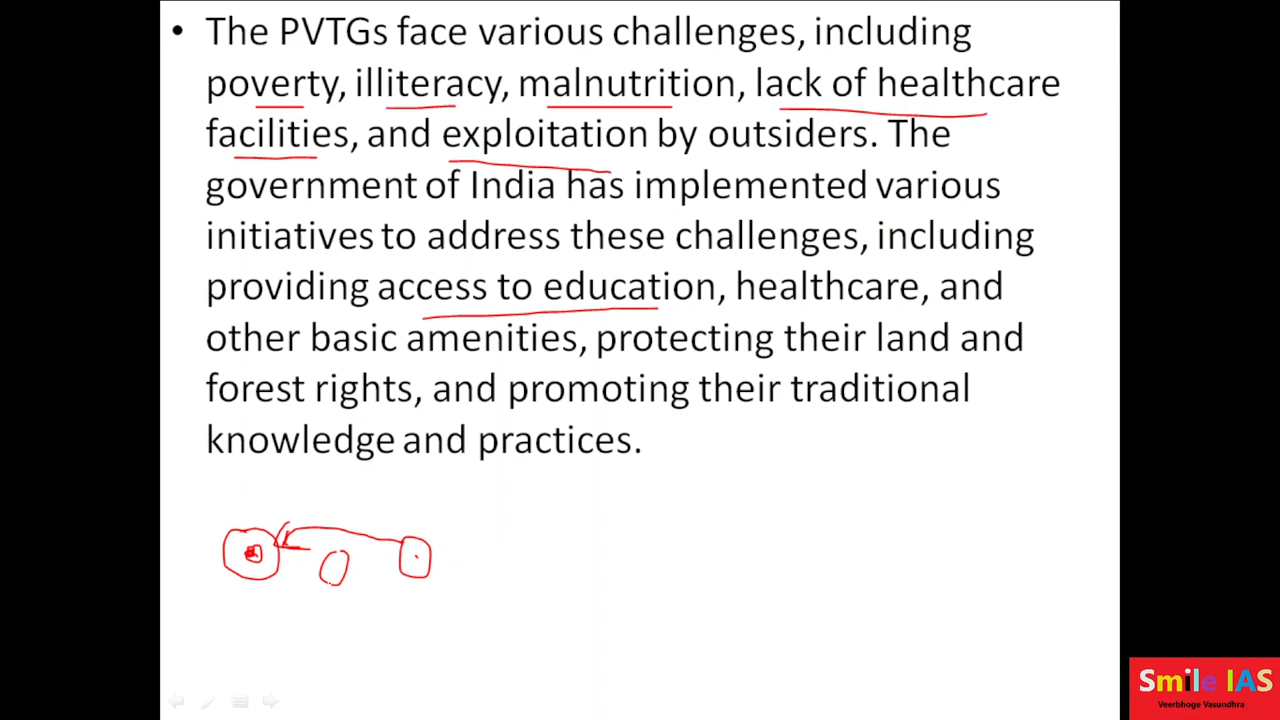 • The PVTGs face various challenges, including
poverty, illiteracy, malnutrition, lack of healthcare
facilities, and exploitation by outsiders. The
government of India has implemented various
initiatives to address these challenges, including
providing access to education, healthcare, and
other basic amenities, protecting their land and
forest rights, and promoting their traditional
knowledge and practices.
Smile IAS
Veerbhoge Vasundhra